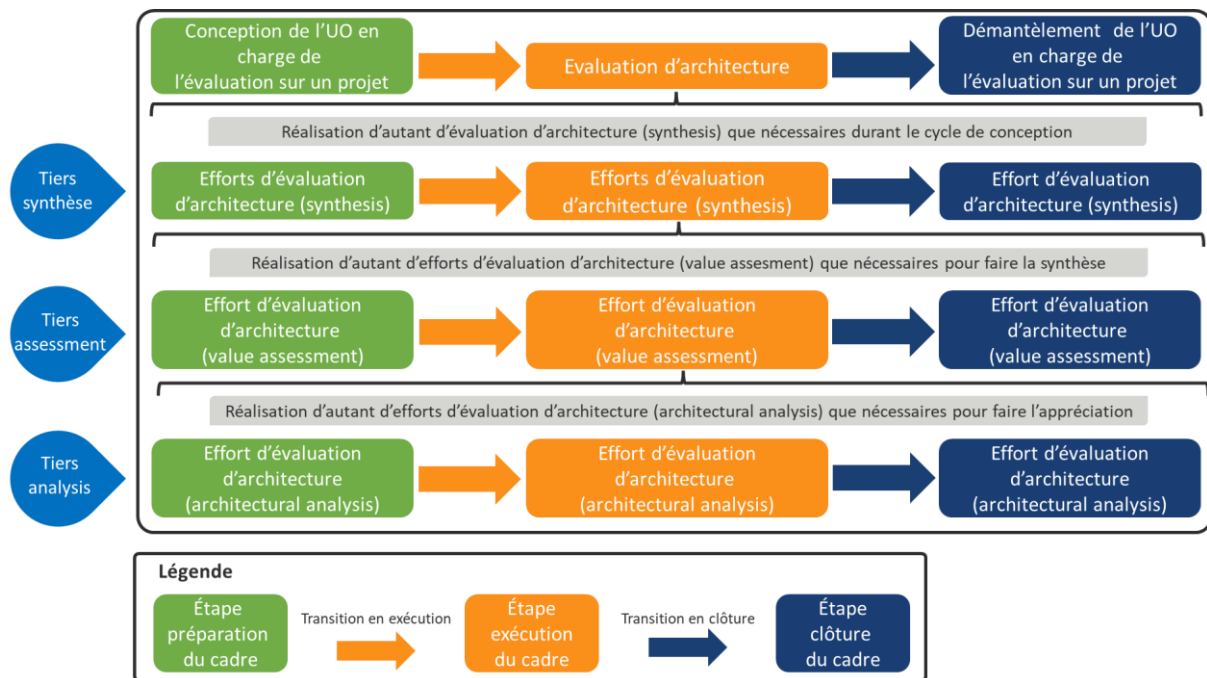 Conception de l'UO en
charge de
l'évaluation sur un projet
Evaluation d'architecture
Démantèlement de l'UO
en charge de
l'évaluation sur un projet
Réalisation d'autant d'évaluation d'architecture (synthesis) que nécessaires durant le cycle de conception
Tiers
synthèse
Efforts d'évaluation
d'architecture (synthesis)
Efforts d'évaluation
d'architecture (synthesis)
Effort d'évaluation
d'architecture (synthesis)
Réalisation d'autant d'efforts d'évaluation d'architecture (value assesment) que nécessaires pour faire la synthèse
Tiers
assessment
Effort d'évaluation
d'architecture
(value assessment)
Effort d'évaluation
d'architecture
(value assessment)
Effort d'évaluation
d'architecture
(value assessment)
Réalisation d'autant d'efforts d'évaluation d'architecture (architectural analysis) que nécessaires pour faire l'appréciation
Tiers
analysis
Effort d'évaluation
d'architecture
(architectural analysis)
Effort d'évaluation
d'architecture
(architectural analysis)
Effort d'évaluation
d'architecture
(architectural analysis)
Légende
Étape
préparation
du cadre
Transition en exécution
Étape
exécution
du cadre
Transition en clôture
Étape
clôture
du cadre